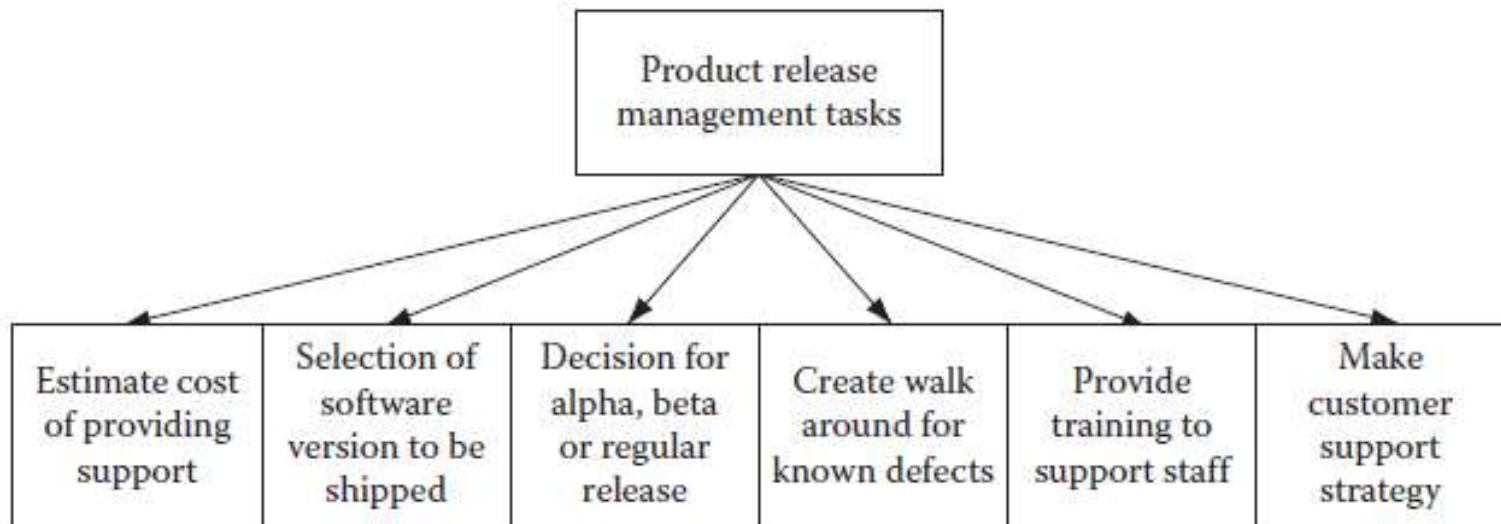 Product release
management tasks
Estimate cost
of providing
support
Selection of
software
version to be
shipped
Decision for
alpha, beta
or regular
release
Create walk
around for
known defects
Provide
training to
support staff
Make
customer
support
strategy